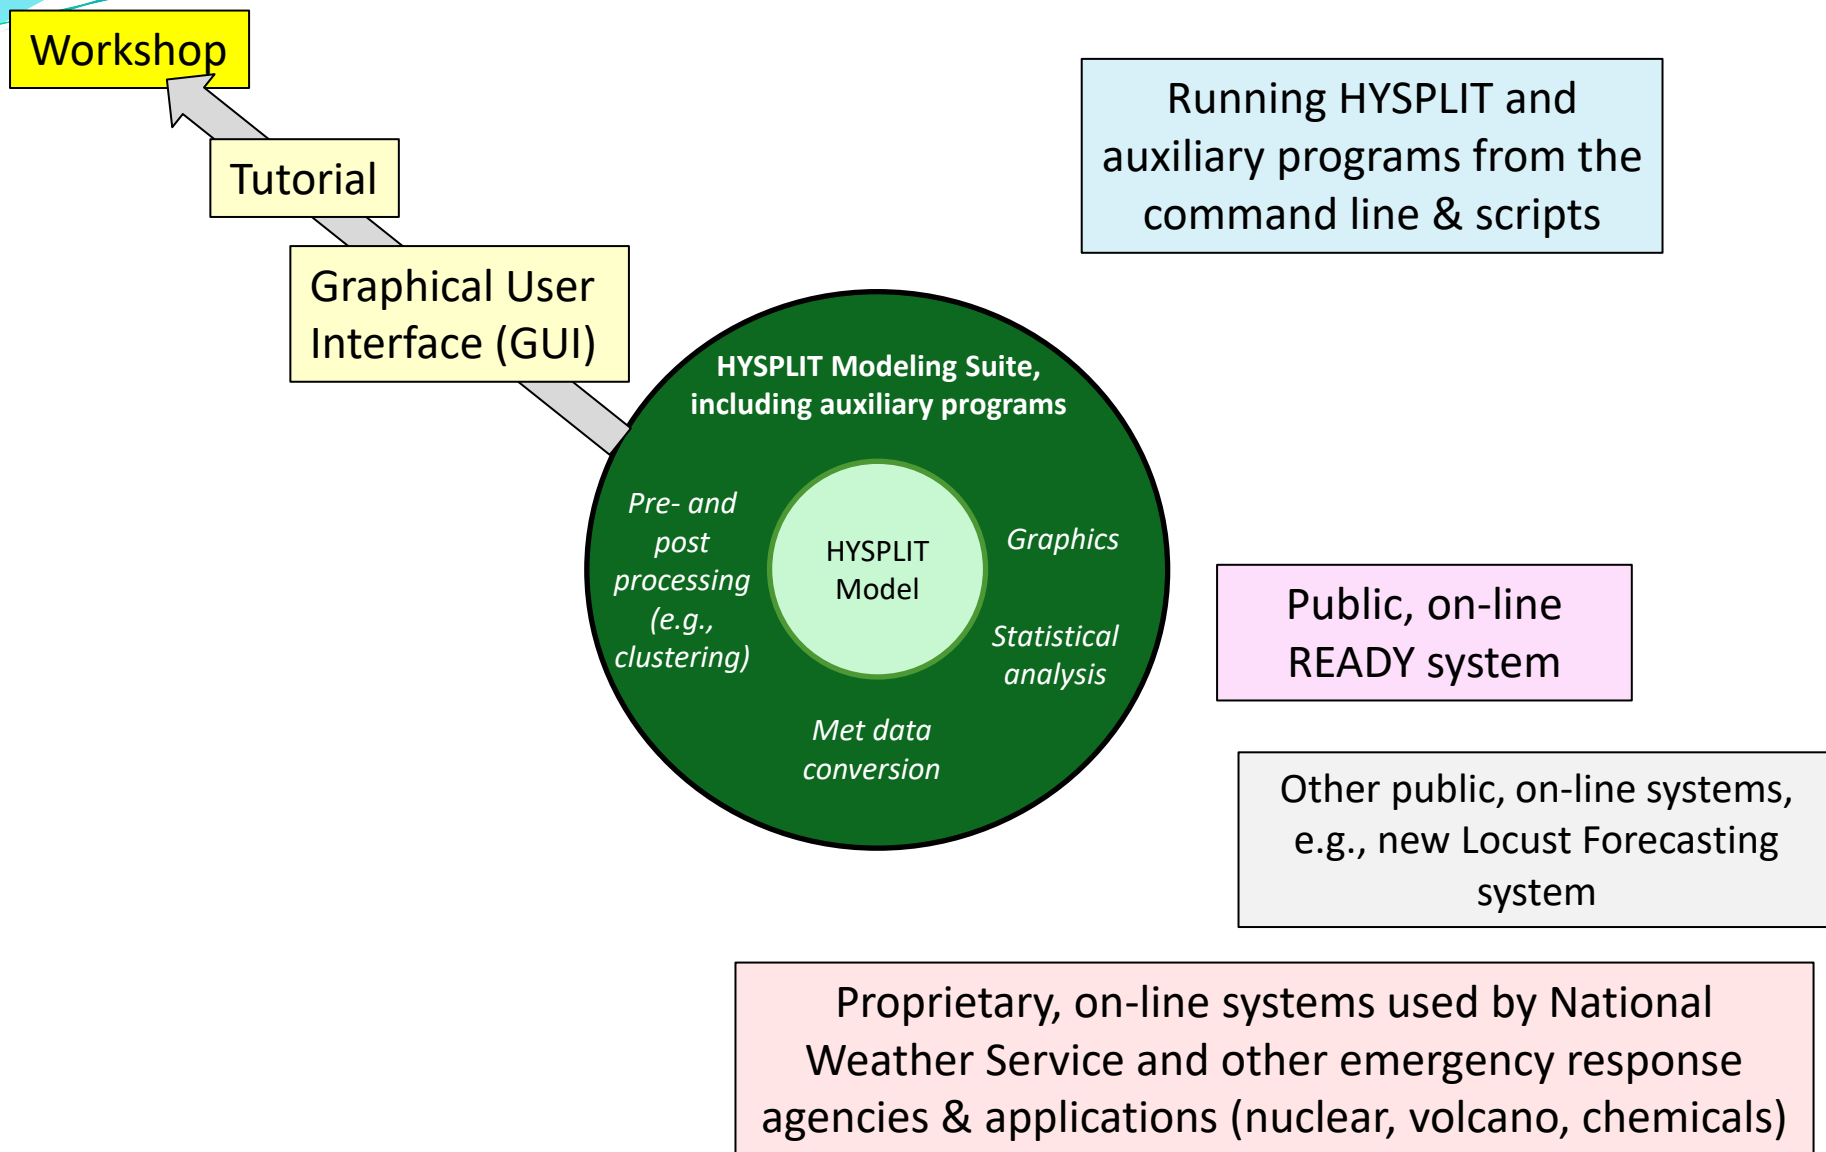 Workshop
Tutorial
Graphical User
Interface (GUI)
Running HYSPLIT and
auxiliary programs from the
command line & scripts
HYSPLIT Modeling Suite,
including auxiliary programs
Pre- and
post
processing
(e.g.,
clustering)
HYSPLIT
Model
Graphics
Statistical
analysis
Met data
conversion
Public, on-line
READY system
Other public, on-line systems,
e.g., new Locust Forecasting
system
Proprietary, on-line systems used by National
Weather Service and other emergency response
agencies & applications (nuclear, volcano, chemicals)